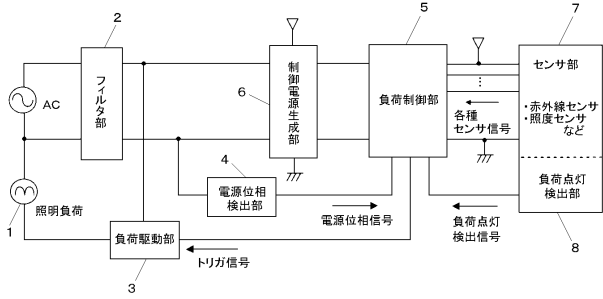 2
5
7
フィルタ部
制御電源生成部
6
負荷制御部
センサ部
・赤外線センサ
・照度センサ
など
各種
センサ信号
AC
4
電源位相
検出部
電源位相信号
負荷点灯
検出部
負荷点灯
検出信号
8
照明負荷
1
負荷駆動部
トリガ信号
3